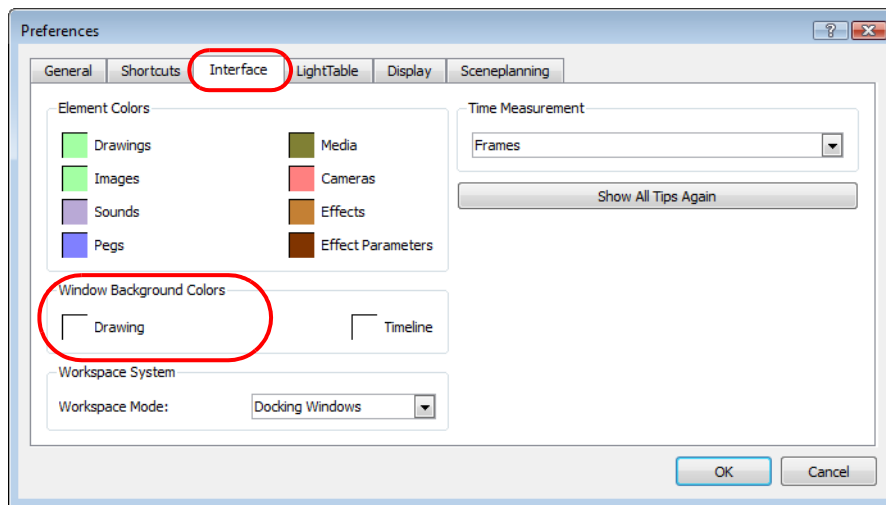 Preferences
General Shortcuts Interface LightTable Display Sceneplanning
Element Colors
Drawings Media
Images Cameras
Sounds Effects
Pegs Effect Parameters
Time Measurement
Frames
Show All Tips Again
Window Background Colors
Drawing Timeline
Workspace System
Workspace Mode: Docking Windows
OK Cancel